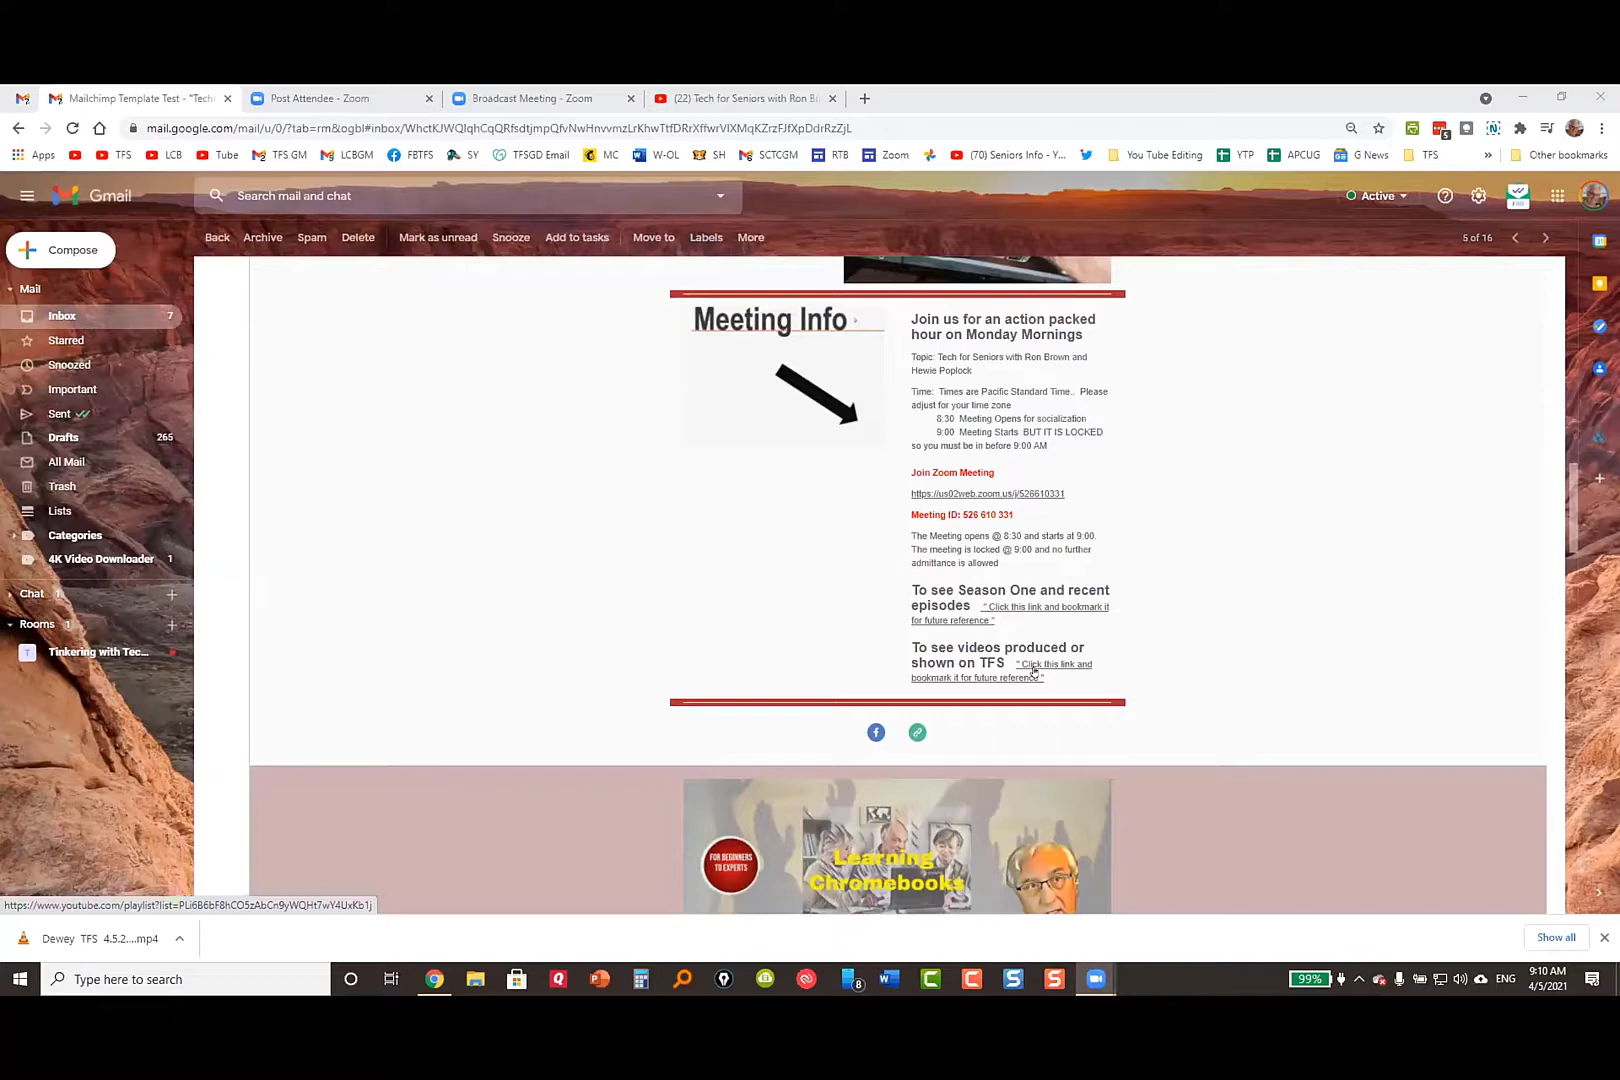 Mailchimp Template Test - "Tech
Post Attendee - Zoom
Broadcast Meeting - Zoom
(22) Tech for Seniors with Ron Br
mail.google.com/mail/u/0/?tab=rm&ogbl#inbox/WhctKJWQlqhCqQRfsdtjmpQfvNwHnvvmzLrKhwTtfDRrXffwrVlXMqKZrzFJfXpDdrRzZjL
Apps
TFS
LCB
Tube
TFS GM
LCBGM
FBTFS
SY
TFSGD Email
MC
W-OL
SH
SCTCGM
RTB
Zoom
(70) Seniors Info - Y...
You Tube Editing
YTP
APCUG
G News
TFS
»
Other bookmarks
Gmail
Search mail and chat
Active
Compose
Back
Archive
Spam
Delete
Mark as unread
Snooze
Add to tasks
Move to
Labels
More
5 of 16
Mail
Inbox 7
Starred
Snoozed
Important
Sent
Drafts 265
All Mail
Trash
Lists
Categories
4K Video Downloader 1
Chat 1
Rooms 1
T Tinkering with Tec...
Meeting Info
Join us for an action packed
hour on Monday Mornings
Topic: Tech for Seniors with Ron Brown and
Hewie Poplock
Time: Times are Pacific Standard Time.. Please
adjust for your time zone
8:30 Meeting Opens for socialization
9:00 Meeting Starts BUT IT IS LOCKED
so you must be in before 9:00 AM
Join Zoom Meeting
https://us02web.zoom.us/j/526610331
Meeting ID: 526 610 331
The Meeting opens @ 8:30 and starts at 9:00.
The meeting is locked @ 9:00 and no further
admittance is allowed
To see Season One and recent
episodes " Click this link and bookmark it
for future reference "
To see videos produced or
shown on TFS " Click this link and
bookmark it for future reference "
FOR BEGINNERS
TO EXPERTS
Learning
Chromebooks
https://www.youtube.com/playlist?list=PLi6B6bF8hCO5zAbCn9yWQHt7wY4UxKb1j
Dewey TFS 4.5.2....mp4
Show all
Type here to search
8
99%
ENG
9:10 AM
4/5/2021